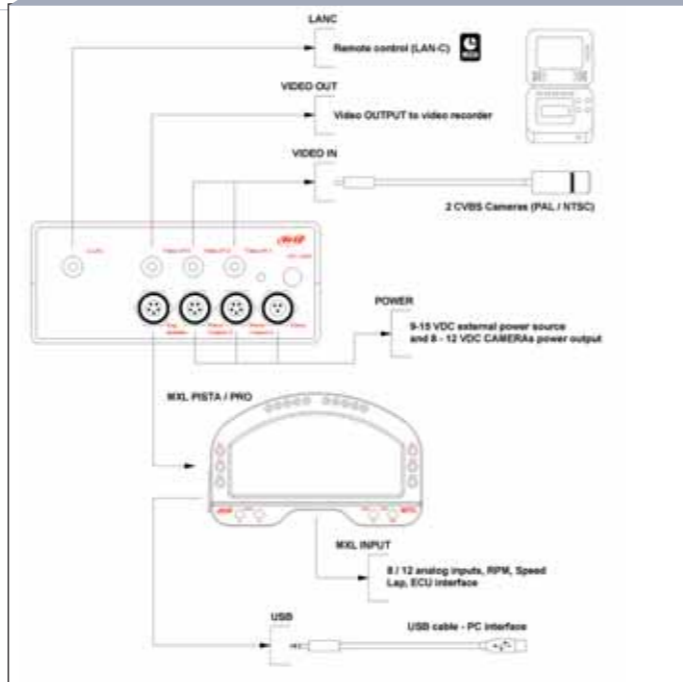 LANC
Remote control (LAN-C)
VIDEO OUT
Video OUTPUT to video recorder
VIDEO IN
2 CVBS Cameras (PAL / NTSC)
POWER
9-15 VDC external power source
and 8 - 12 VDC CAMERAs power output
MXL PISTA / PRO
MXL INPUT
8 / 12 analog inputs, RPM, Speed
Lap, ECU interface
USB
USB cable - PC interface